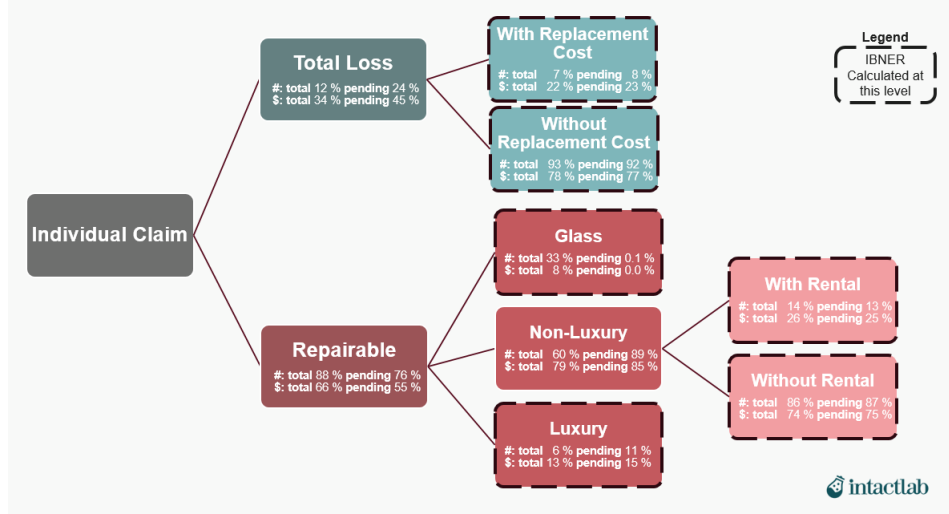 Legend
IBNER
Calculated at
this level
Total Loss
#: total 12 % pending 24 %
$: total 34 % pending 45 %
With Replacement
Cost
#: total 7 % pending 8 %
$: total 22 % pending 23 %
Without
Replacement Cost
#: total 93 % pending 92 %
$: total 78 % pending 77 %
Individual Claim
Repairable
#: total 88 % pending 76 %
$: total 66 % pending 55 %
Glass
#: total 33 % pending 0.1 %
$: total 8 % pending 0.0 %
Non-Luxury
#: total 60 % pending 89 %
$: total 79 % pending 85 %
Luxury
#: total 6 % pending 11 %
$: total 13 % pending 15 %
With Rental
#: total 14 % pending 13 %
$: total 26 % pending 25 %
Without Rental
#: total 86 % pending 87 %
$: total 74 % pending 75 %
intactlab